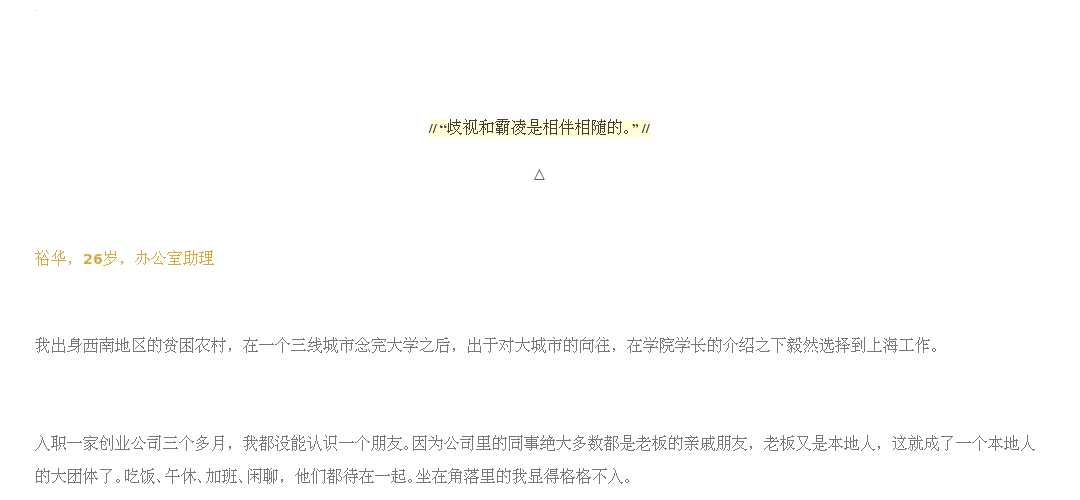 // “歧视和霸凌是相伴相随的。” //
△
裕华，26岁，办公室助理
我出身西南地区的贫困农村，在一个三线城市念完大学之后，出于对大城市的向往，在学院学长的介绍之下毅然选择到上海工作。
入职一家创业公司三个多月，我都没能认识一个朋友。因为公司里的同事绝大多数都是老板的亲戚朋友，老板又是本地人，这就成了一个本地人
的大团体了。吃饭、午休、加班、闲聊，他们都待在一起。坐在角落里的我显得格格不入。